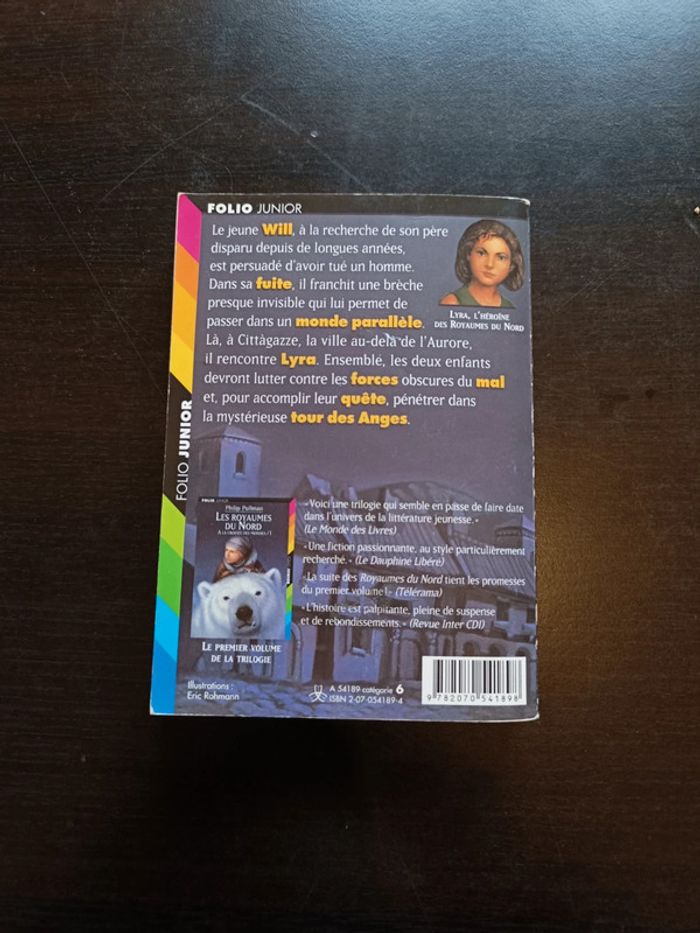 FOLIO JUNIOR
Le jeune Will, à la recherche de son père
disparu depuis de longues années,
est persuadé d'avoir tué un homme.
Dans sa fuite, il franchit une brèche
presque invisible qui lui permet de
passer dans un monde parallèle.
Là, à Cittàgazze, la ville au-delà de l'Aurore,
il rencontre Lyra. Ensemble, les deux enfants
devront lutter contre les forces obscures du mal
et, pour accomplir leur quête, pénétrer dans
la mystérieuse tour des Anges.
LYRA, L'HÉROÏNE
DES ROYAUMES DU NORD
FOLIO JUNIOR
FOLIO JUNIOR
Philip Pullman
LES ROYAUMES
DU NORD
À LA CROISÉE DES MONDES / I
LE PREMIER VOLUME
DE LA TRILOGIE
« Voici une trilogie qui semble en passe de faire date
dans l'univers de la littérature jeunesse. »
(Le Monde des Livres)
« Une fiction passionnante, au style particulièrement
recherché. » (Le Dauphiné Libéré)
« La suite des Royaumes du Nord tient les promesses
du premier volume ! » (Télérama)
« L'histoire est palpitante, pleine de suspense
et de rebondissements. » (Revue Inter CDI)
Illustrations :
Eric Rohmann
A 54189 catégorie 6
ISBN 2-07-054189-4
9 782070 541898